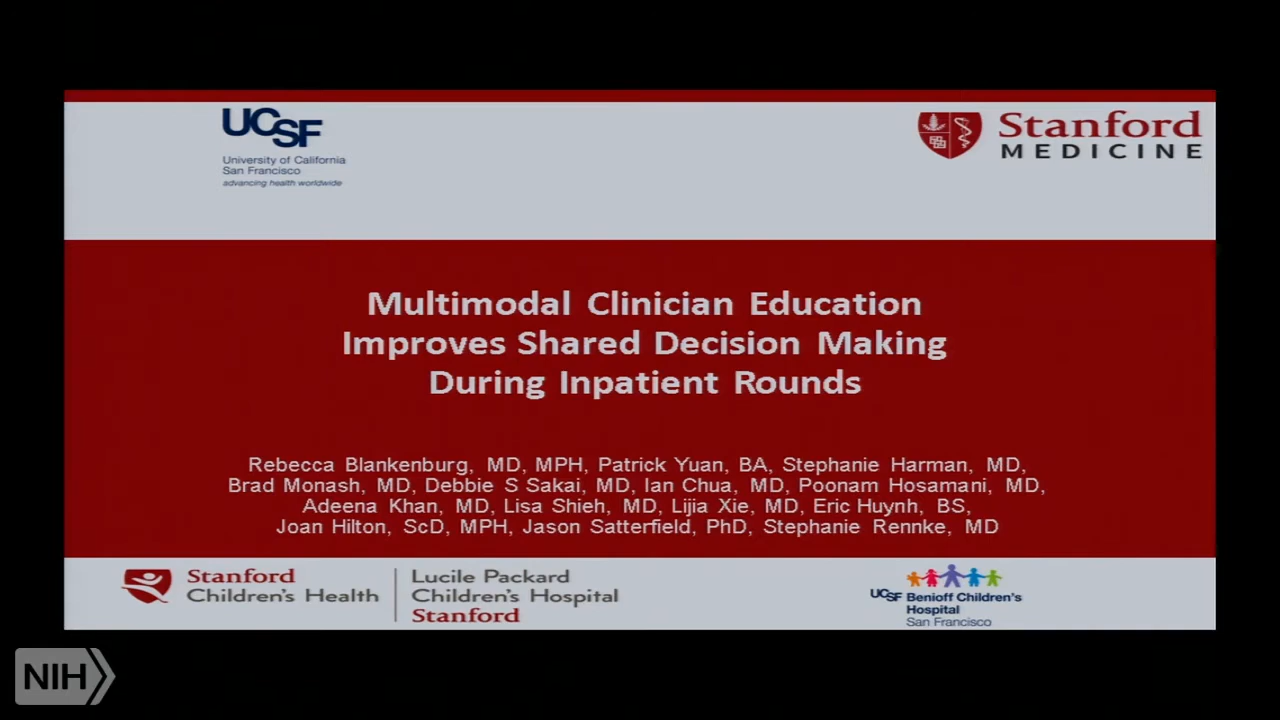 UCSF
University of California
San Francisco
advancing health worldwide
Stanford
MEDICINE
Multimodal Clinician Education
Improves Shared Decision Making
During Inpatient Rounds
Rebecca Blankenburg, MD, MPH, Patrick Yuan, BA, Stephanie Harman, MD,
Brad Monash, MD, Debbie S Sakai, MD, Ian Chua, MD, Poonam Hosamani, MD,
Adeena Khan, MD, Lisa Shieh, MD, Lijia Xie, MD, Eric Huynh, BS,
Joan Hilton, ScD, MPH, Jason Satterfield, PhD, Stephanie Rennke, MD
Stanford
Children's Health
Lucile Packard
Children's Hospital
Stanford
UCSF Benioff Children's
Hospital
San Francisco
NIH